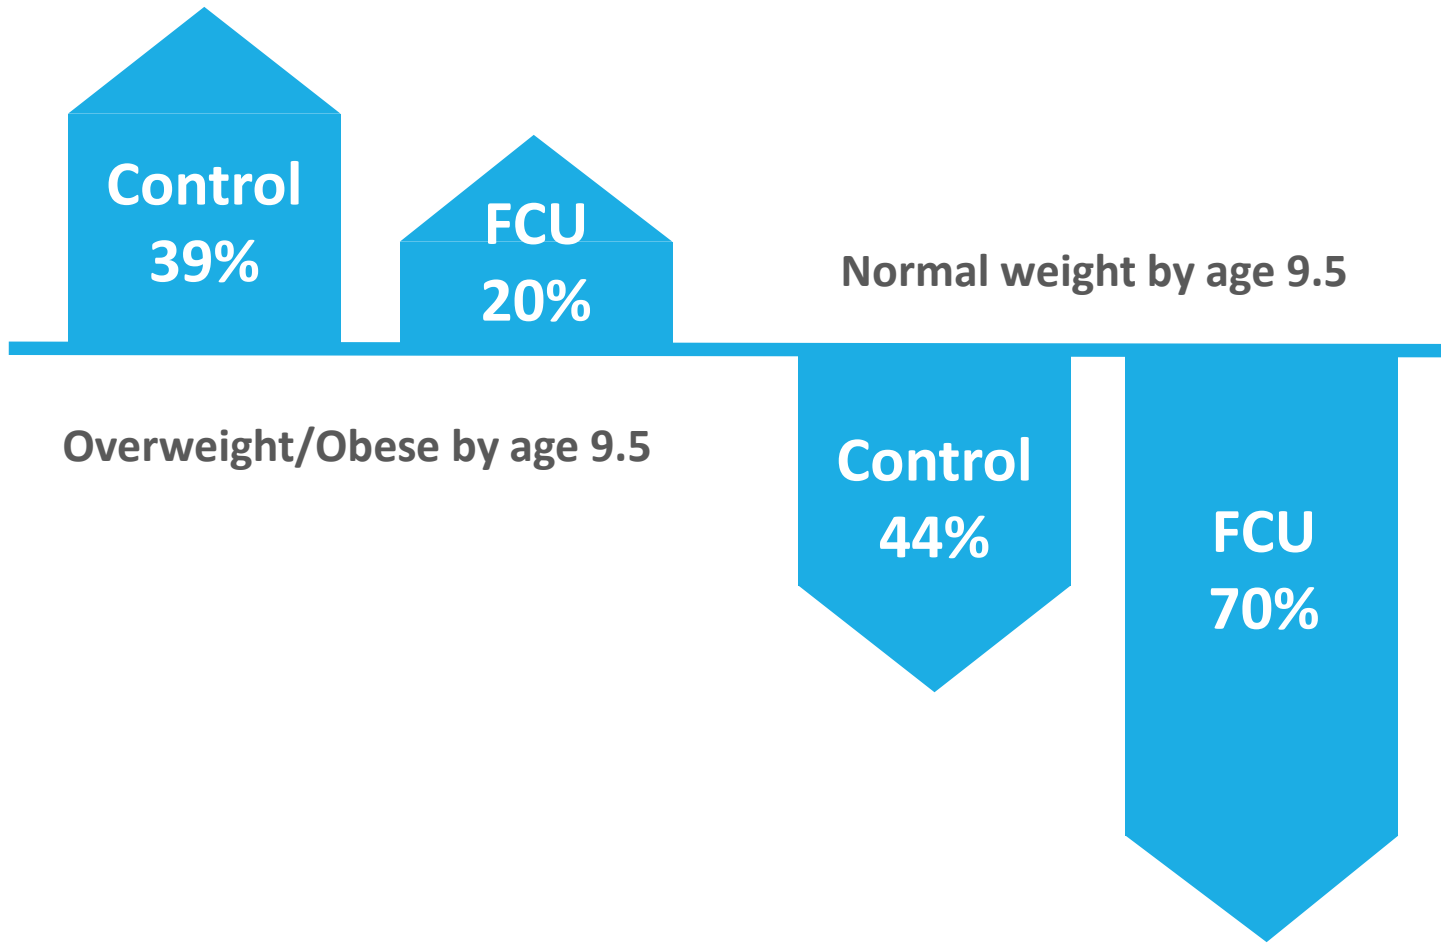 Control
39%
FCU
20%
Overweight/Obese by age 9.5
Normal weight by age 9.5
Control
44%
FCU
70%